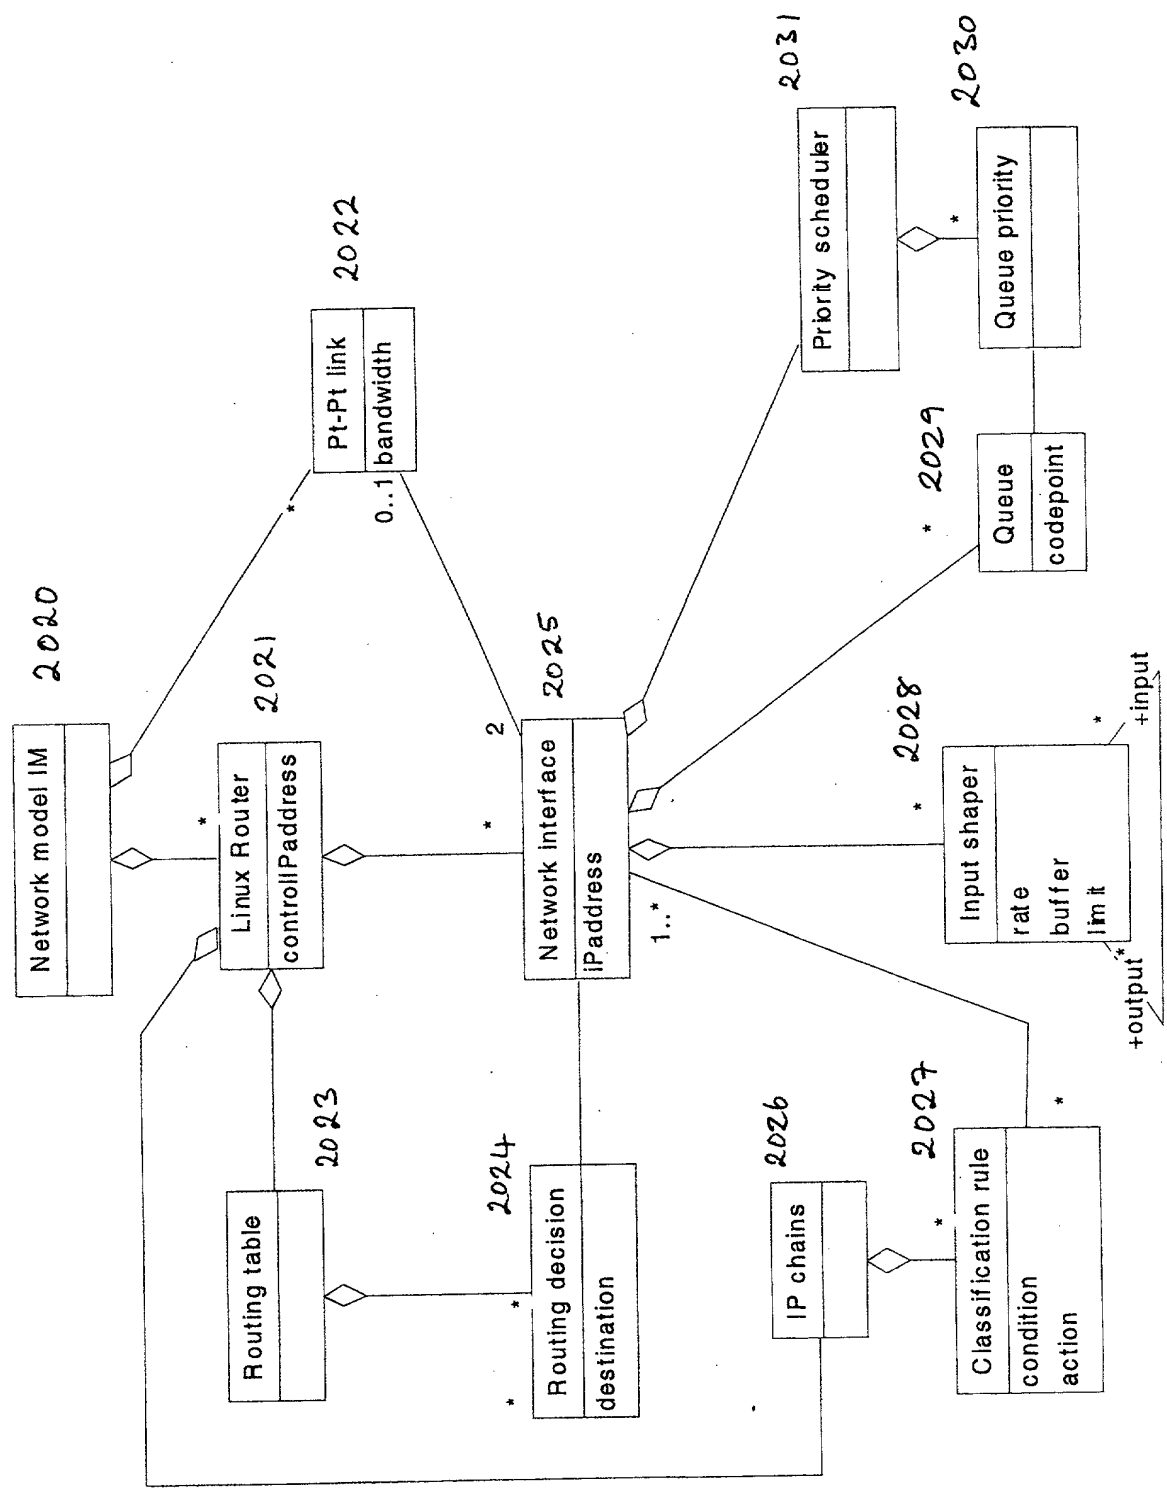 2020
Network model IM
2021
Linux Router
controlIPaddress
*
2022
Pt-Pt link
bandwidth
*
0..1
2023
Routing table
2024
Routing decision
destination
*
*
2025
Network interface
iPaddress
*
2
1..*
2026
IP chains
2027
Classification rule
condition
action
*
*
2028
Input shaper
rate
buffer
limit
*
*
+input
*
+output
2029
Queue
codepoint
*
2031
Priority scheduler
2030
Queue priority
*